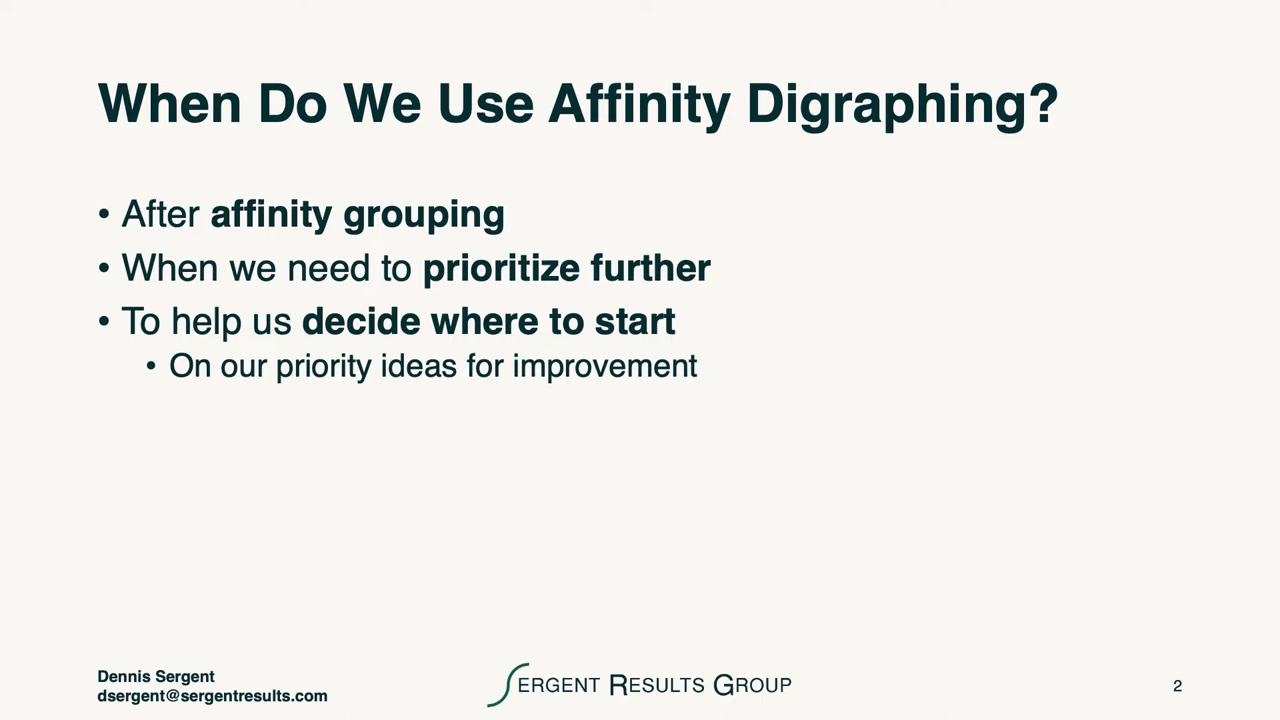 When Do We Use Affinity Digraphing?
• After affinity grouping
• When we need to prioritize further
• To help us decide where to start
• On our priority ideas for improvement
Dennis Sergent
dsergent@sergentresults.com
SERGENT RESULTS GROUP
2